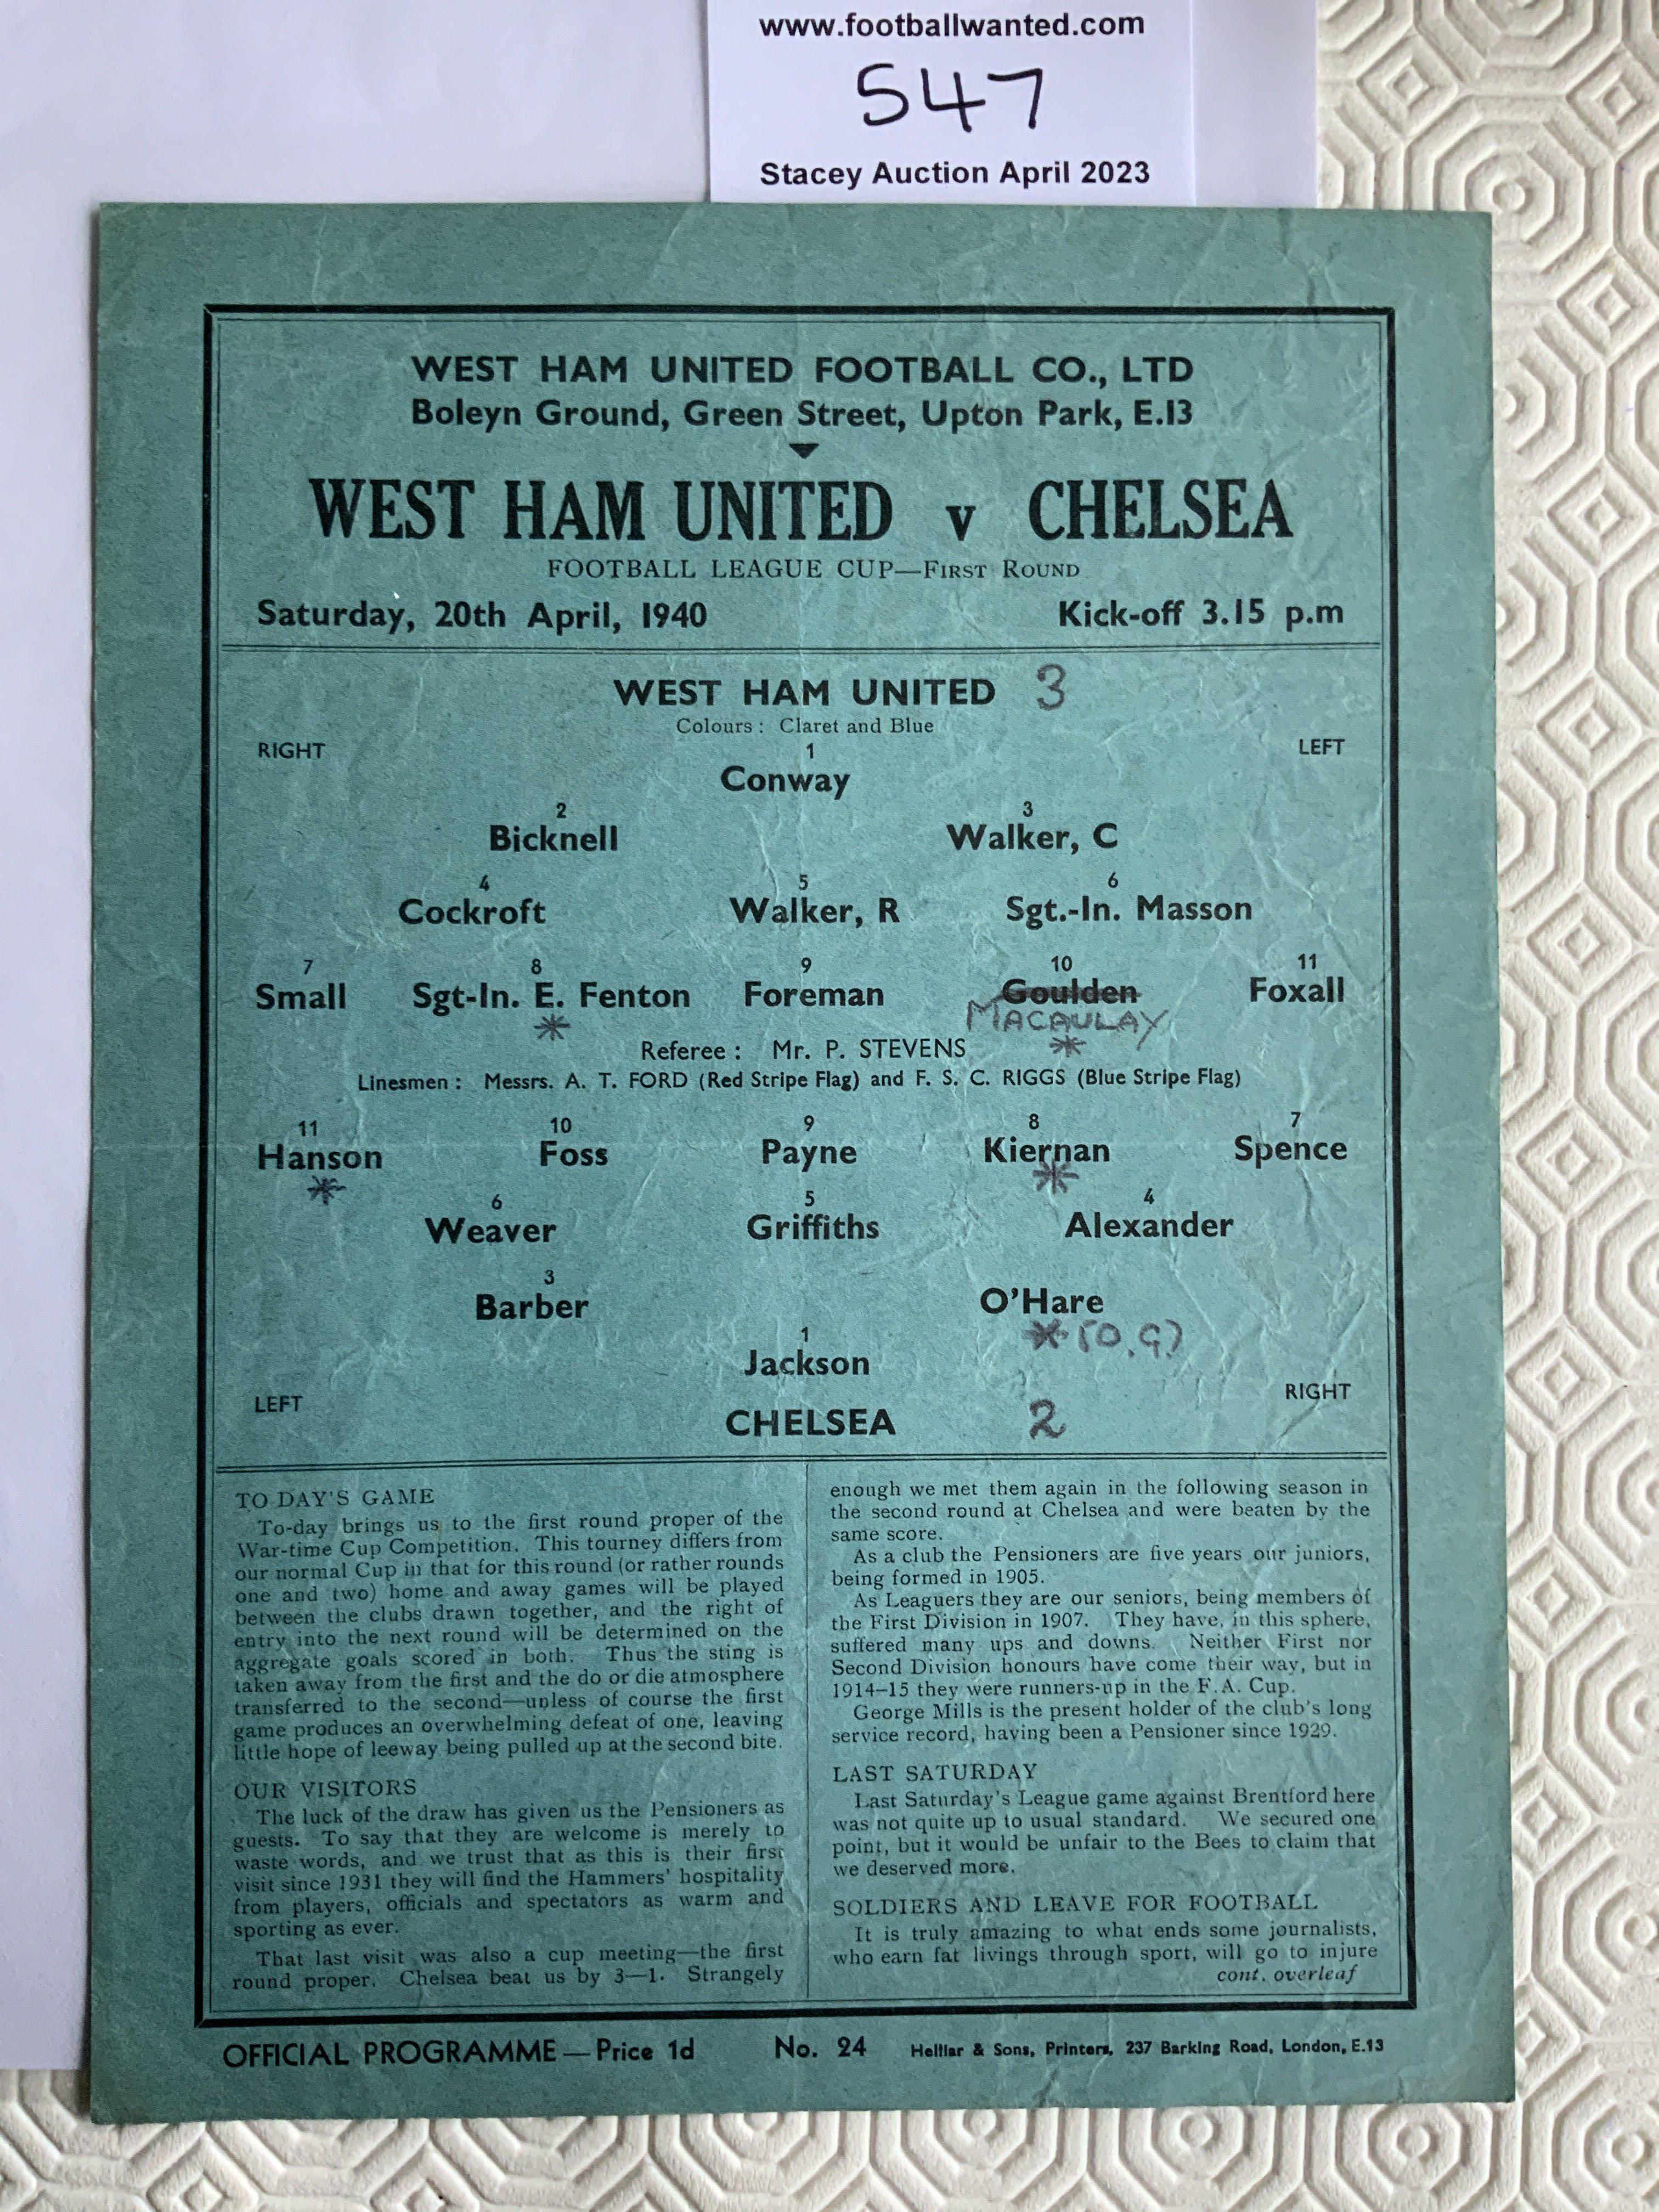 www.footballwanted.com
547
Stacey Auction April 2023
WEST HAM UNITED FOOTBALL CO., LTD
Boleyn Ground, Green Street, Upton Park, E.13
WEST HAM UNITED v CHELSEA
FOOTBALL LEAGUE CUP—First Round
Saturday, 20th April, 1940 Kick-off 3.15 p.m
WEST HAM UNITED 3
Colours : Claret and Blue
RIGHT LEFT
1
Conway
2 3
Bicknell Walker, C
4 5 6
Cockroft Walker, R Sgt.-In. Masson
7 8 9 10 11
Small Sgt-In. E. Fenton Foreman Goulden Foxall
* MACAULAY
*
Referee : Mr. P. STEVENS
Linesmen : Messrs. A. T. FORD (Red Stripe Flag) and F. S. C. RIGGS (Blue Stripe Flag)
11 10 9 8 7
Hanson Foss Payne Kiernan Spence
* *
6 5 4
Weaver Griffiths Alexander
3
Barber O'Hare
* (O.G)
1
Jackson
LEFT RIGHT
CHELSEA 2
TO DAY'S GAME
To-day brings us to the first round proper of the
War-time Cup Competition. This tourney differs from
our normal Cup in that for this round (or rather rounds
one and two) home and away games will be played
between the clubs drawn together, and the right of
entry into the next round will be determined on the
aggregate goals scored in both. Thus the sting is
taken away from the first and the do or die atmosphere
transferred to the second—unless of course the first
game produces an overwhelming defeat of one, leaving
little hope of leeway being pulled up at the second bite.
OUR VISITORS
The luck of the draw has given us the Pensioners as
guests. To say that they are welcome is merely to
waste words, and we trust that as this is their first
visit since 1931 they will find the Hammers' hospitality
from players, officials and spectators as warm and
sporting as ever.
That last visit was also a cup meeting—the first
round proper. Chelsea beat us by 3—1. Strangely
enough we met them again in the following season in
the second round at Chelsea and were beaten by the
same score.
As a club the Pensioners are five years our juniors,
being formed in 1905.
As Leaguers they are our seniors, being members of
the First Division in 1907. They have, in this sphere,
suffered many ups and downs. Neither First nor
Second Division honours have come their way, but in
1914–15 they were runners-up in the F.A. Cup.
George Mills is the present holder of the club's long
service record, having been a Pensioner since 1929.
LAST SATURDAY
Last Saturday's League game against Brentford here
was not quite up to usual standard. We secured one
point, but it would be unfair to the Bees to claim that
we deserved more.
SOLDIERS AND LEAVE FOR FOOTBALL
It is truly amazing to what ends some journalists,
who earn fat livings through sport, will go to injure
cont. overleaf
OFFICIAL PROGRAMME — Price 1d No. 24 Helliar & Sons, Printers, 237 Barking Road, London, E.13